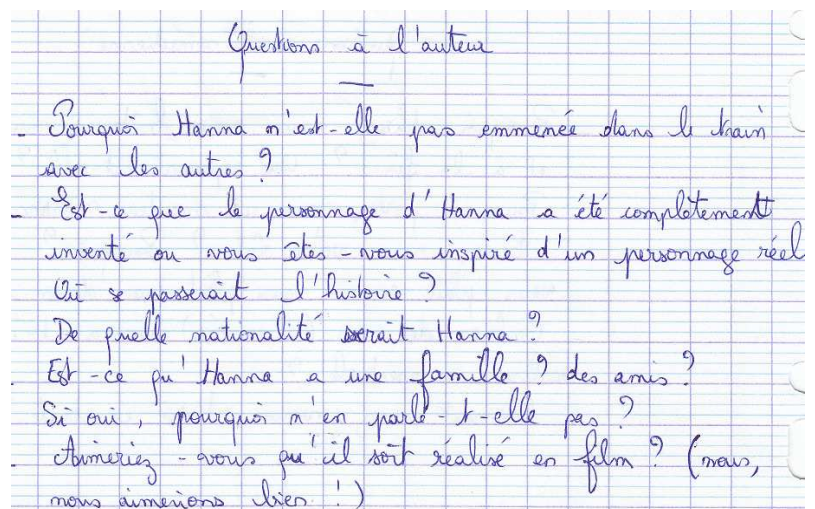 Questions à l'auteur
- Pourquoi Hanna n'est-elle pas emmenée dans le train
avec les autres ?
- Est-ce que le personnage d'Hanna a été complètement
inventé ou vous êtes-vous inspiré d'un personnage réel
Où se passerait l'histoire ?
De quelle nationalité serait Hanna ?
- Est-ce qu'Hanna a une famille ? des amis ?
Si oui, pourquoi n'en parle-t-elle pas ?
- Aimeriez-vous qu'il soit réalisé en film ? (nous,
nous aimerions bien !)